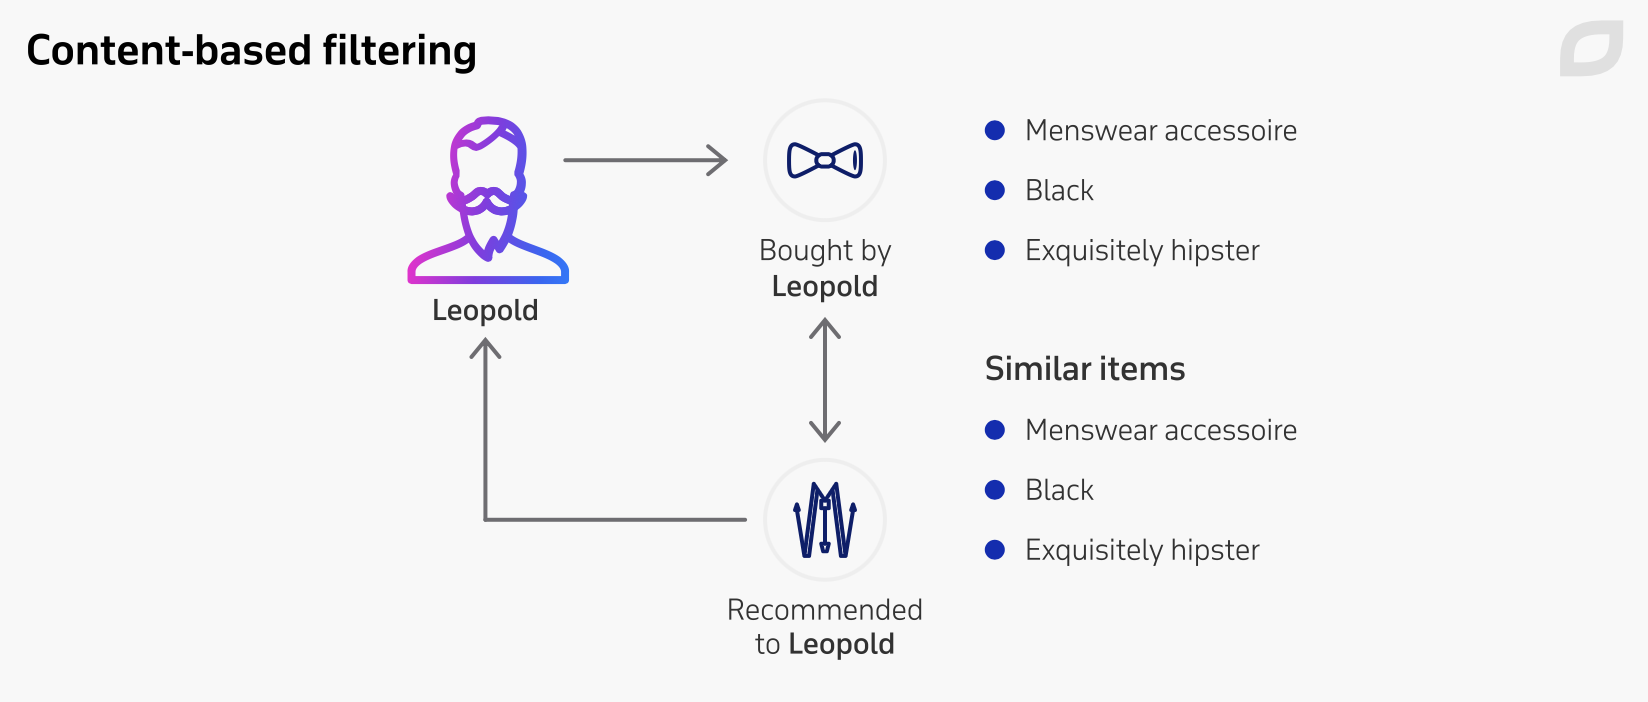 Content-based filtering
Leopold
Bought by
Leopold
Menswear accessoire
Black
Exquisitely hipster
Similar items
Menswear accessoire
Black
Exquisitely hipster
Recommended
to Leopold